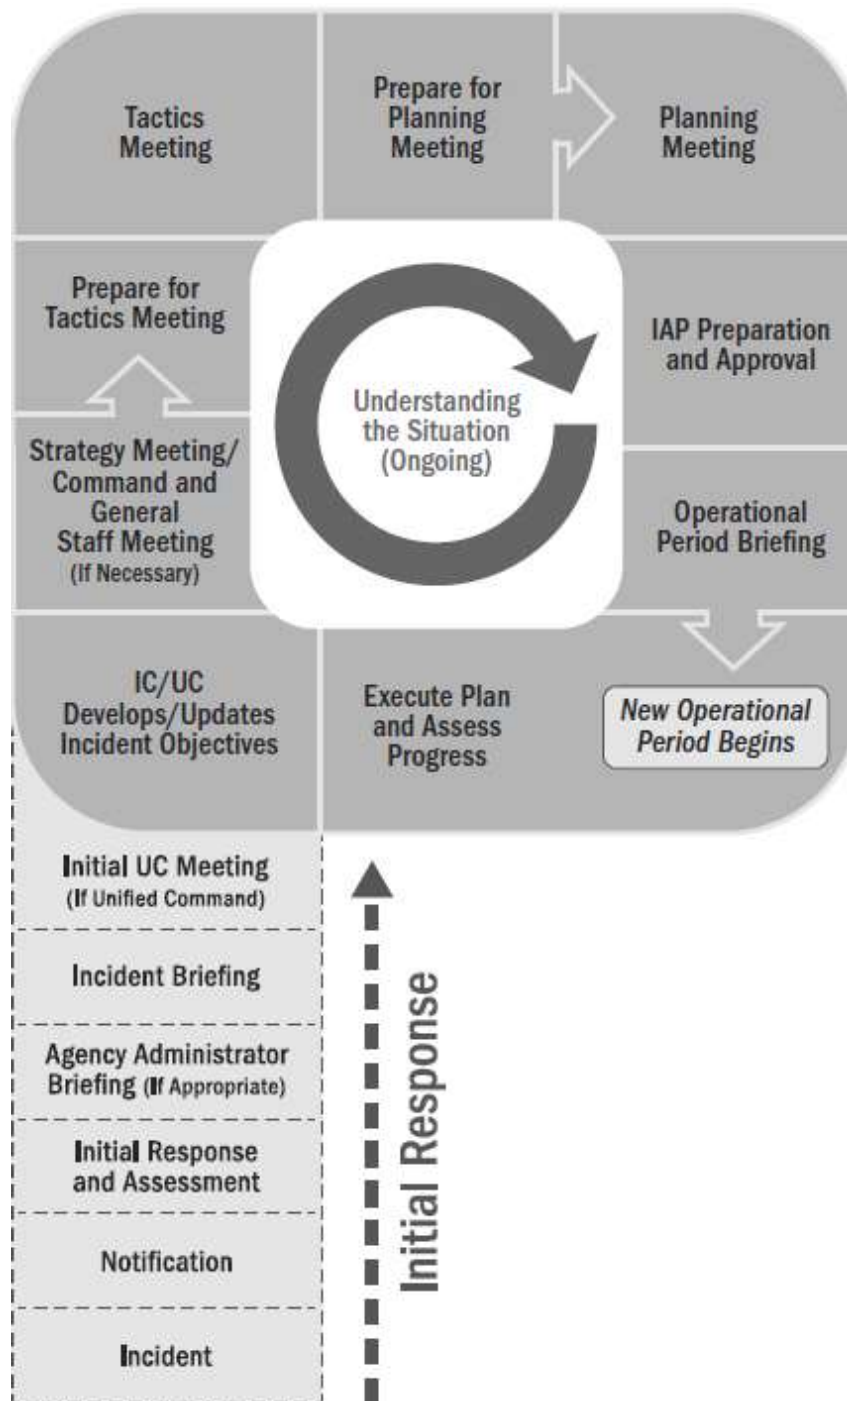 Tactics
Meeting
Prepare for
Planning
Meeting
Planning
Meeting
Prepare for
Tactics Meeting
IAP Preparation
and Approval
Understanding
the Situation
(Ongoing)
Strategy Meeting/
Command and
General
Staff Meeting
(If Necessary)
Operational
Period Briefing
IC/UC
Develops/Updates
Incident Objectives
Execute Plan
and Assess
Progress
New Operational
Period Begins
Initial UC Meeting
(If Unified Command)
Incident Briefing
Agency Administrator
Briefing (If Appropriate)
Initial Response
and Assessment
Notification
Incident
Initial Response